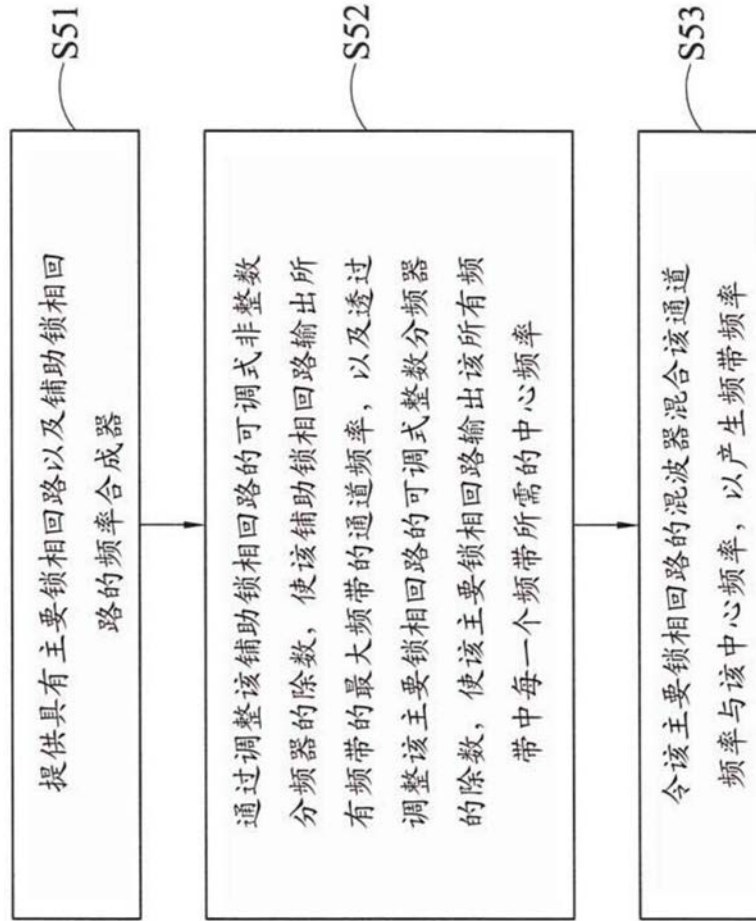 提供具有主要锁相回路以及铺助锁相回
路的频率合成器
S51
通过调整该铺助锁相回路的可调式非整数
分频器的除数，使该铺助锁相回路输出所
有频带的最大频带的通道频率，以及透过
调整该主要锁相回路的可调式整数分频器
的除数，使该主要锁相回路输出该所有频
带中每一个频带所需的中心频率
S52
令该主要锁相回路的混波器混合该通道
频率与该中心频率，以产生频带频率
S53